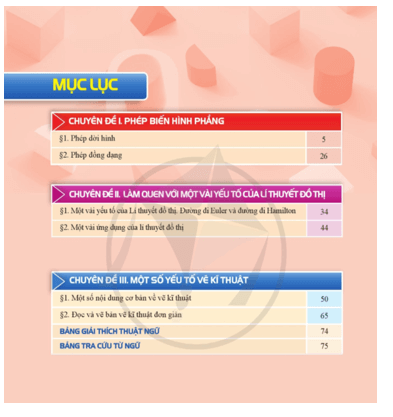 MỤC LỤC
CHUYÊN ĐỀ I. PHÉP BIẾN HÌNH PHẲNG
§1. Phép dời hình 5
§2. Phép đồng dạng 26
CHUYÊN ĐỀ II. LÀM QUEN VỚI MỘT VÀI YẾU TỐ CỦA LÍ THUYẾT ĐỒ THỊ
§1. Một vài yếu tố của Lí thuyết đồ thị. Đường đi Euler và đường đi Hamilton 34
§2. Một vài ứng dụng của lí thuyết đồ thị 44
CHUYÊN ĐỀ III. MỘT SỐ YẾU TỐ VẼ KĨ THUẬT
§1. Một số nội dung cơ bản về vẽ kĩ thuật 50
§2. Đọc và vẽ bản vẽ kĩ thuật đơn giản 65
BẢNG GIẢI THÍCH THUẬT NGỮ 74
BẢNG TRA CỨU TỪ NGỮ 75